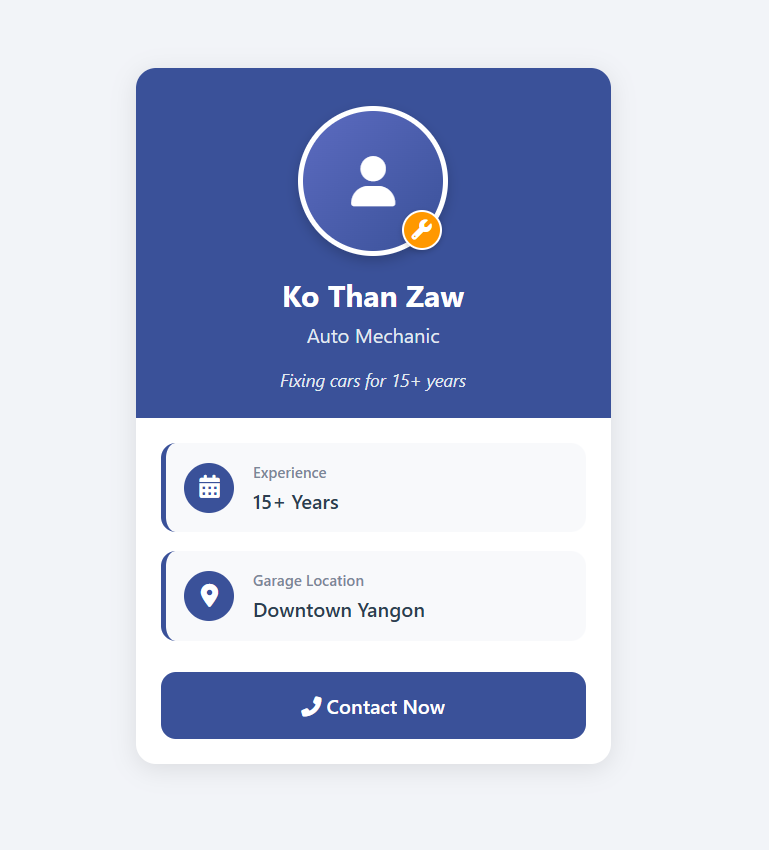 Ko Than Zaw
Auto Mechanic
Fixing cars for 15+ years
Experience
15+ Years
Garage Location
Downtown Yangon
Contact Now